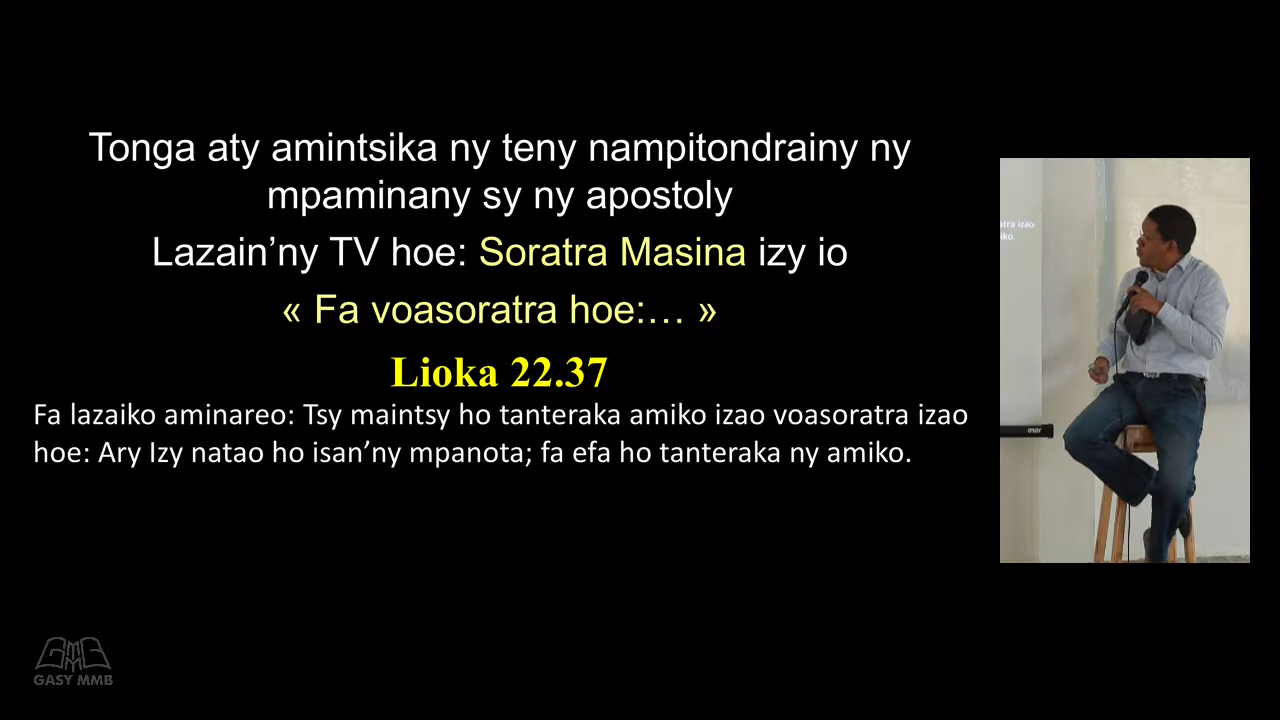 Tonga aty amintsika ny teny nampitondrainy ny
mpaminany sy ny apostoly
Lazain’ny TV hoe: Soratra Masina izy io
« Fa voasoratra hoe:… »
Lioka 22.37
Fa lazaiko aminareo: Tsy maintsy ho tanteraka amiko izao voasoratra izao
hoe: Ary Izy natao ho isan’ny mpanota; fa efa ho tanteraka ny amiko.
izao
iko.
GASY MMB